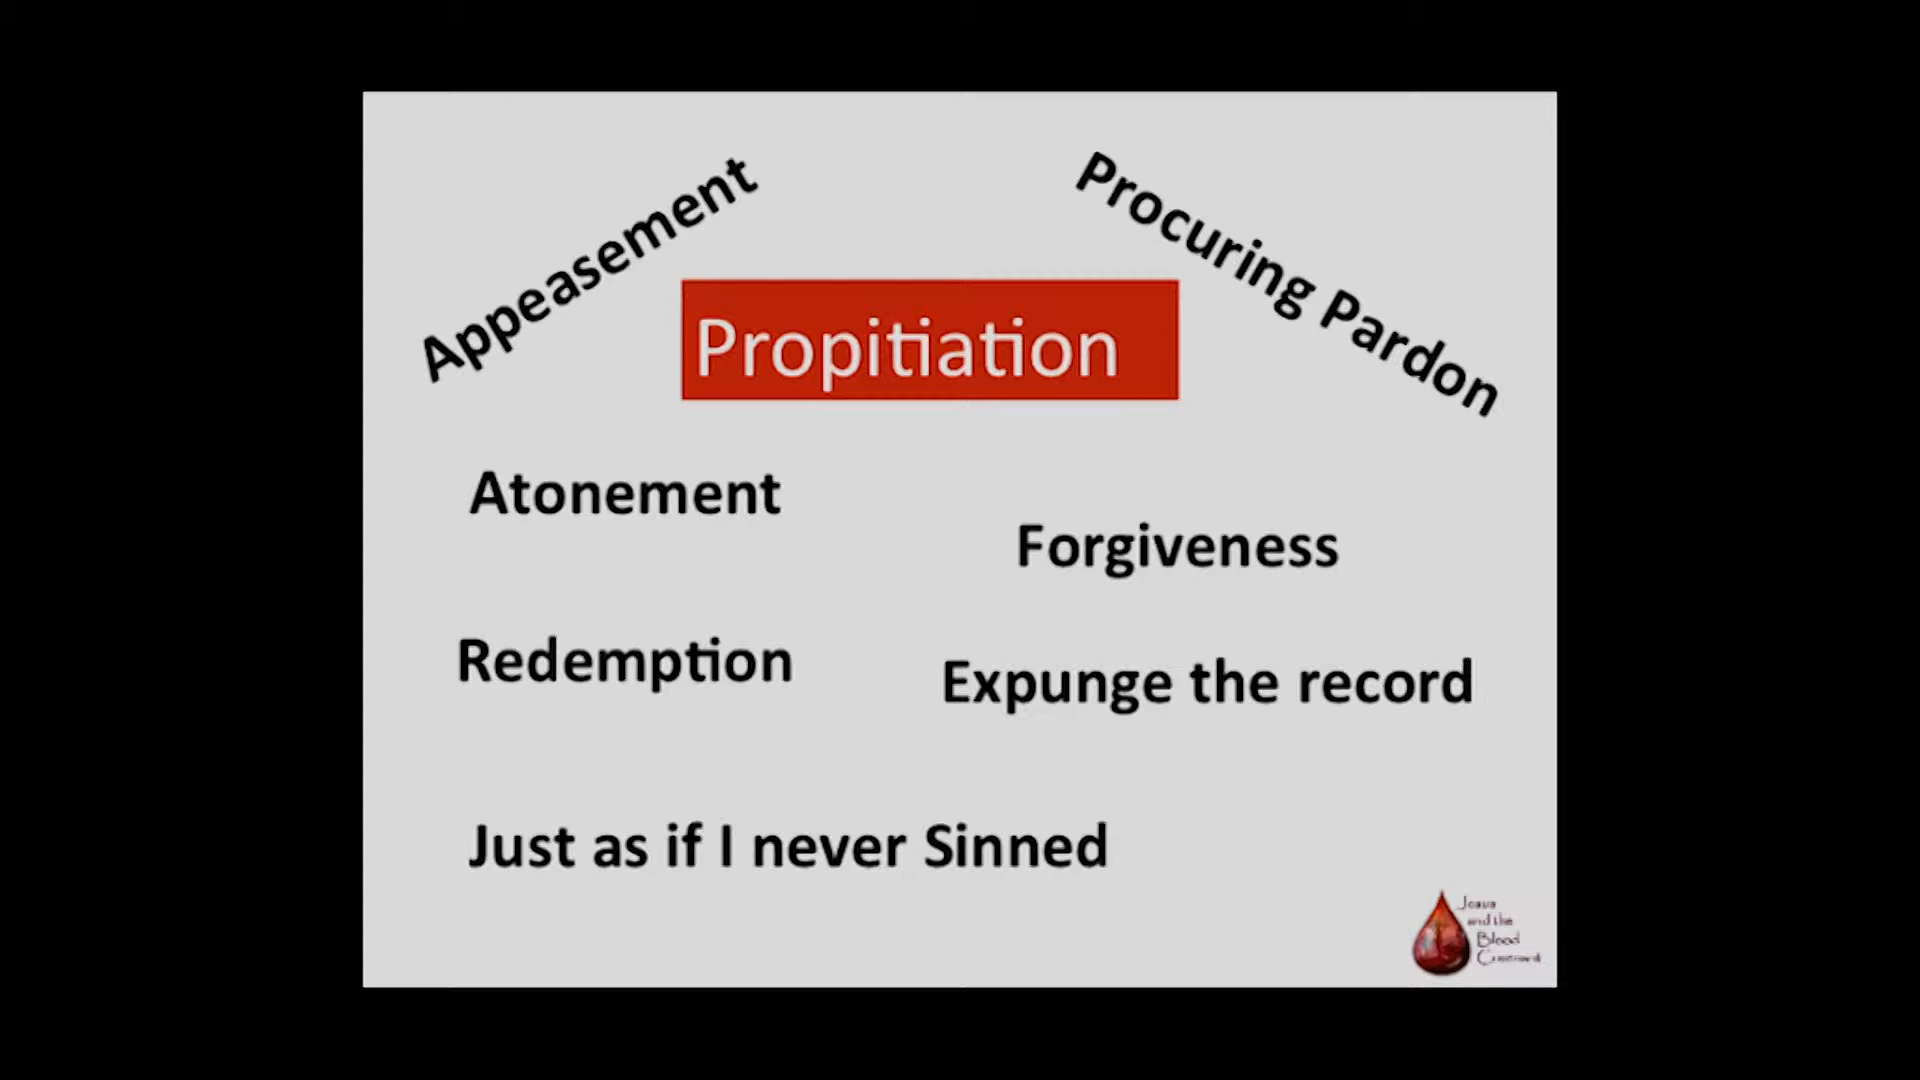 Appeasement
Procuring Pardon
Propitiation
Atonement
Forgiveness
Redemption
Expunge the record
Just as if I never Sinned
Jesus
and the
Blood
Covenant